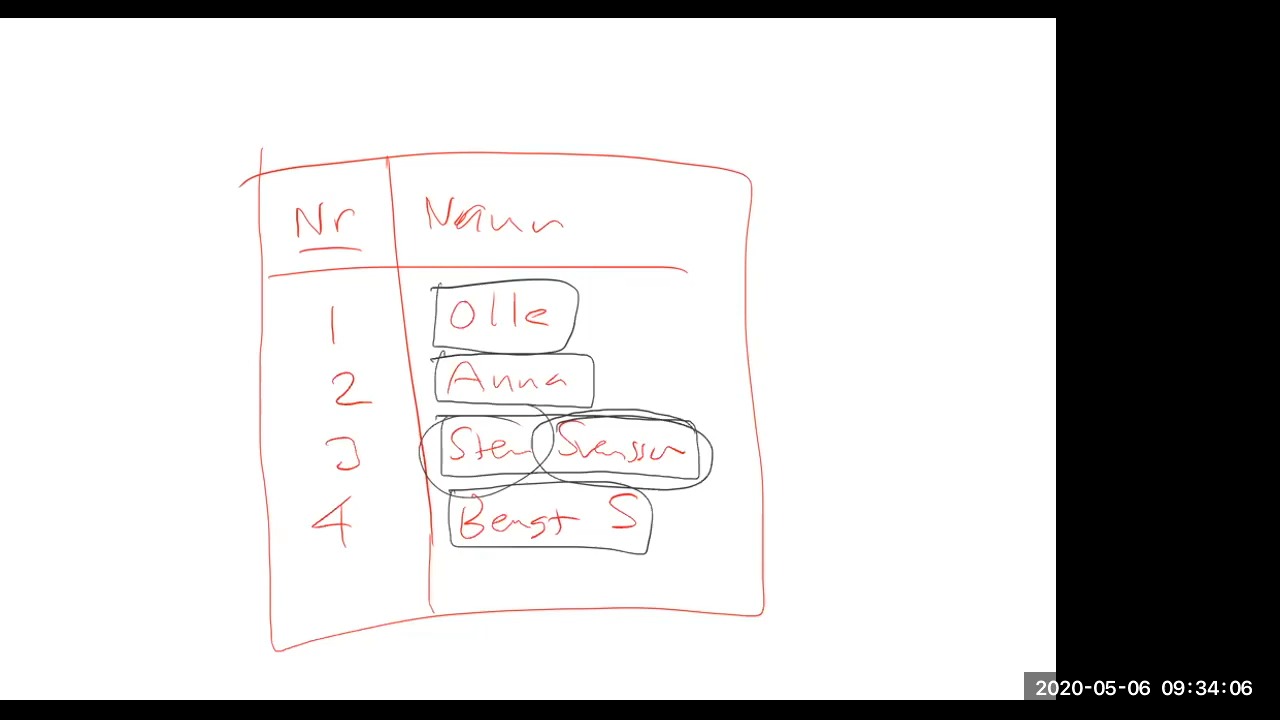 Nr Namn
1 Olle
2 Anna
3 Sten Svensson
4 Bengt S
2020-05-06 09:34:06